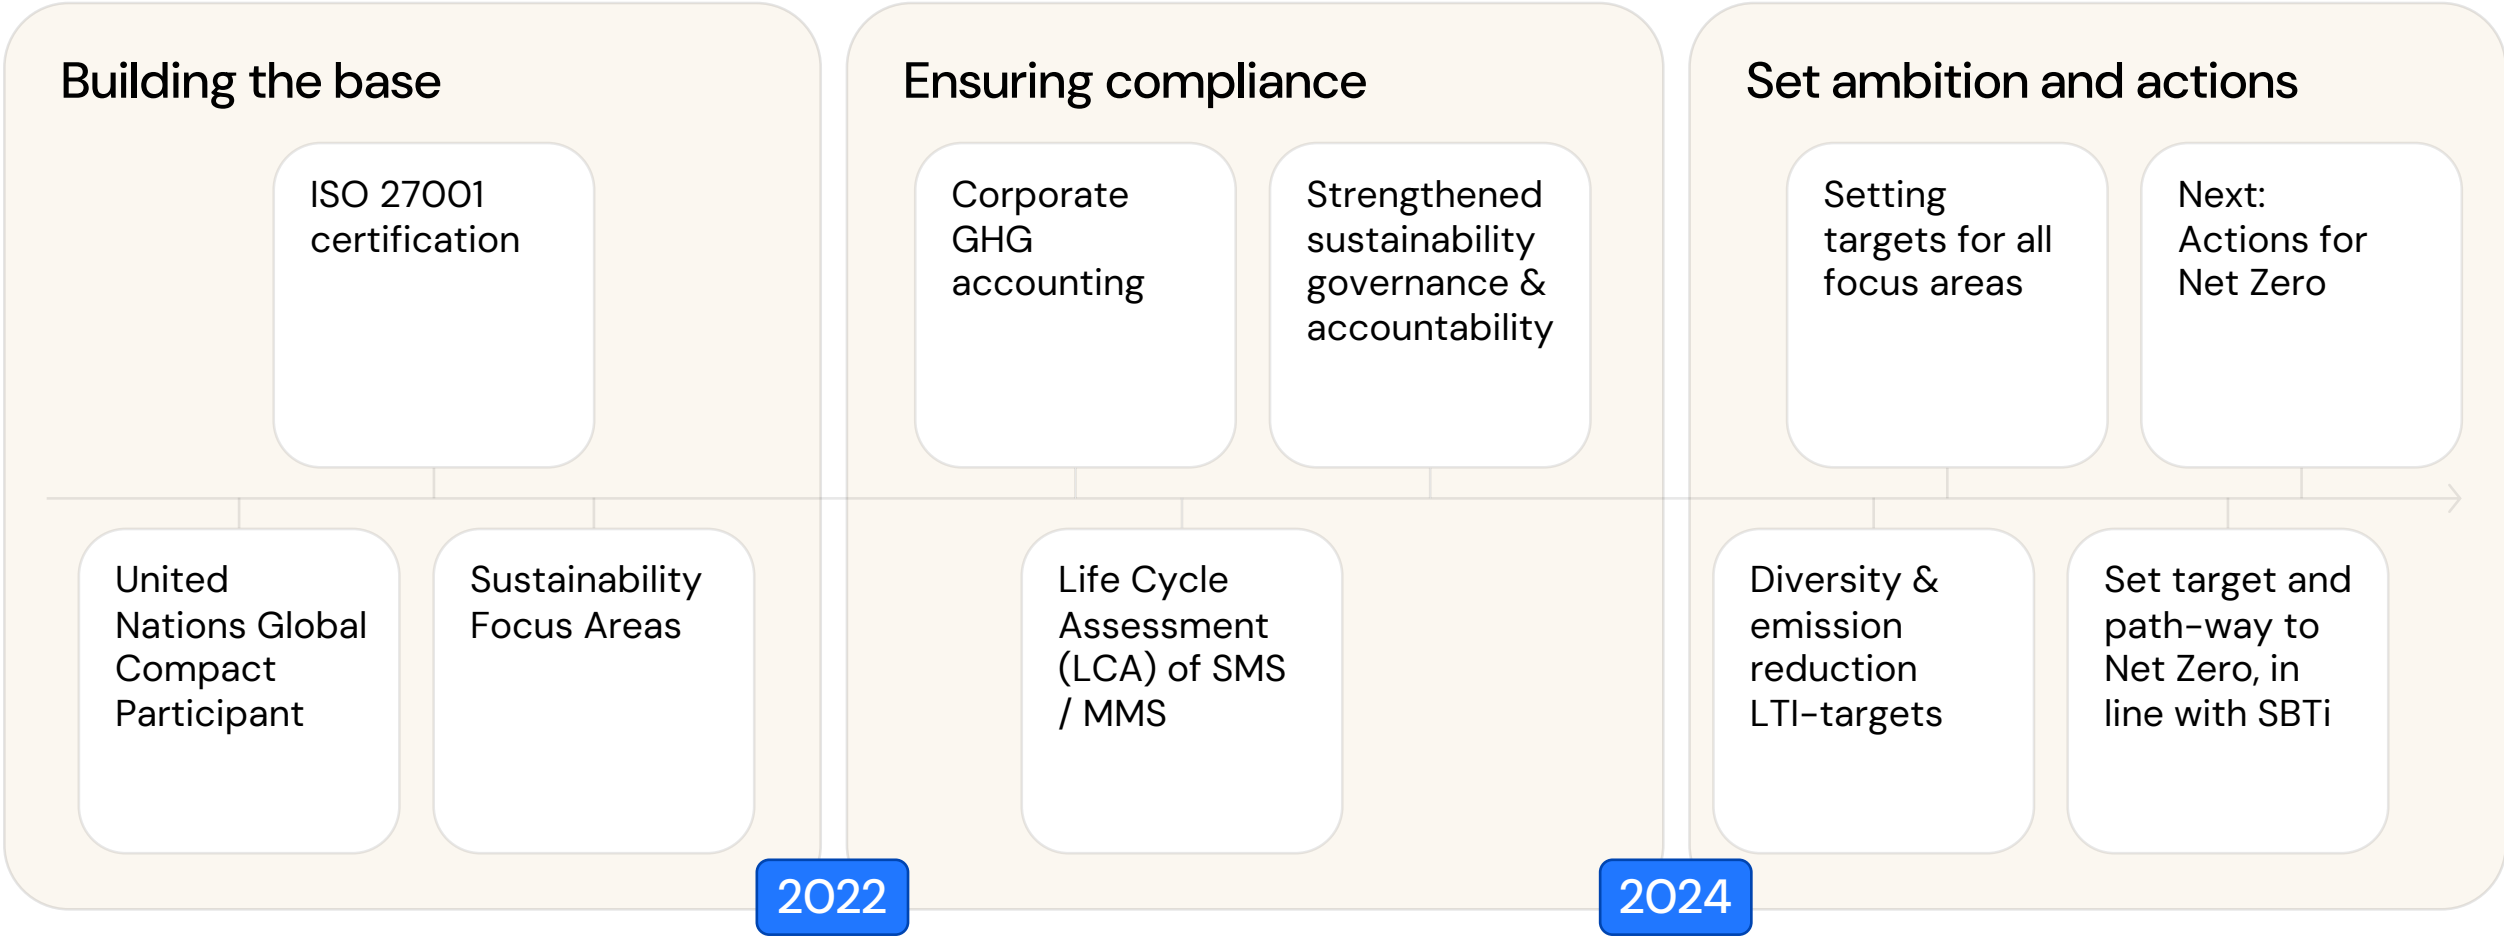 Building the base
ISO 27001
certification
United
Nations Global
Compact
Participant
Sustainability
Focus Areas
2022
Ensuring compliance
Corporate
GHG
accounting
Strengthened
sustainability
governance &
accountability
Life Cycle
Assessment
(LCA) of SMS
/ MMS
2024
Set ambition and actions
Setting
targets for all
focus areas
Next:
Actions for
Net Zero
Diversity &
emission
reduction
LTI-targets
Set target and
path-way to
Net Zero, in
line with SBTi